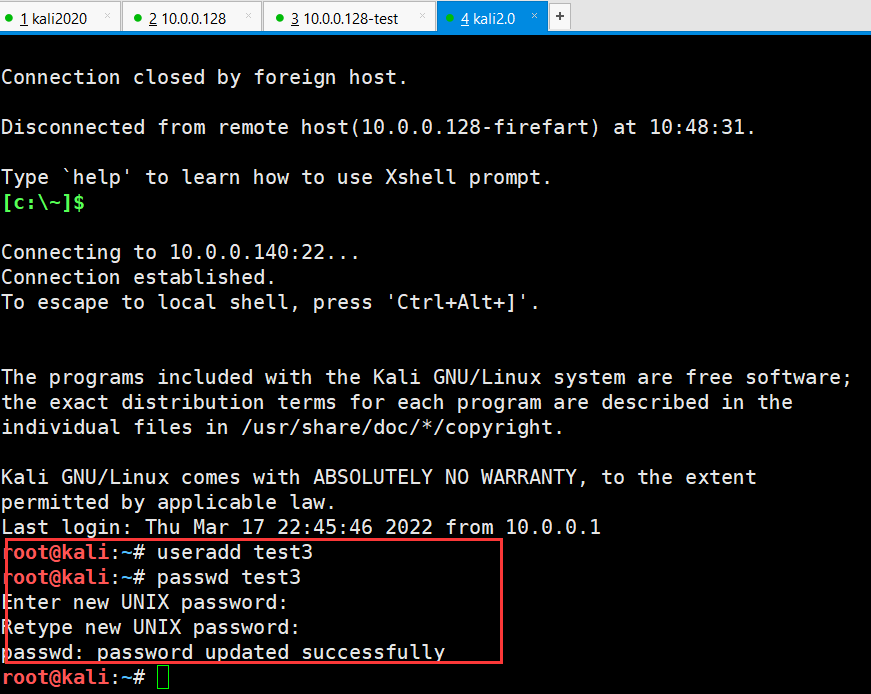 1 kali2020 × 2 10.0.0.128 × 3 10.0.0.128-test × 4 kali2.0 × +
Connection closed by foreign host.
Disconnected from remote host(10.0.0.128-firefart) at 10:48:31.
Type `help' to learn how to use Xshell prompt.
[c:\~]$
Connecting to 10.0.0.140:22...
Connection established.
To escape to local shell, press 'Ctrl+Alt+]'.
The programs included with the Kali GNU/Linux system are free software;
the exact distribution terms for each program are described in the
individual files in /usr/share/doc/*/copyright.
Kali GNU/Linux comes with ABSOLUTELY NO WARRANTY, to the extent
permitted by applicable law.
Last login: Thu Mar 17 22:45:46 2022 from 10.0.0.1
root@kali:~# useradd test3
root@kali:~# passwd test3
Enter new UNIX password:
Retype new UNIX password:
passwd: password updated successfully
root@kali:~#